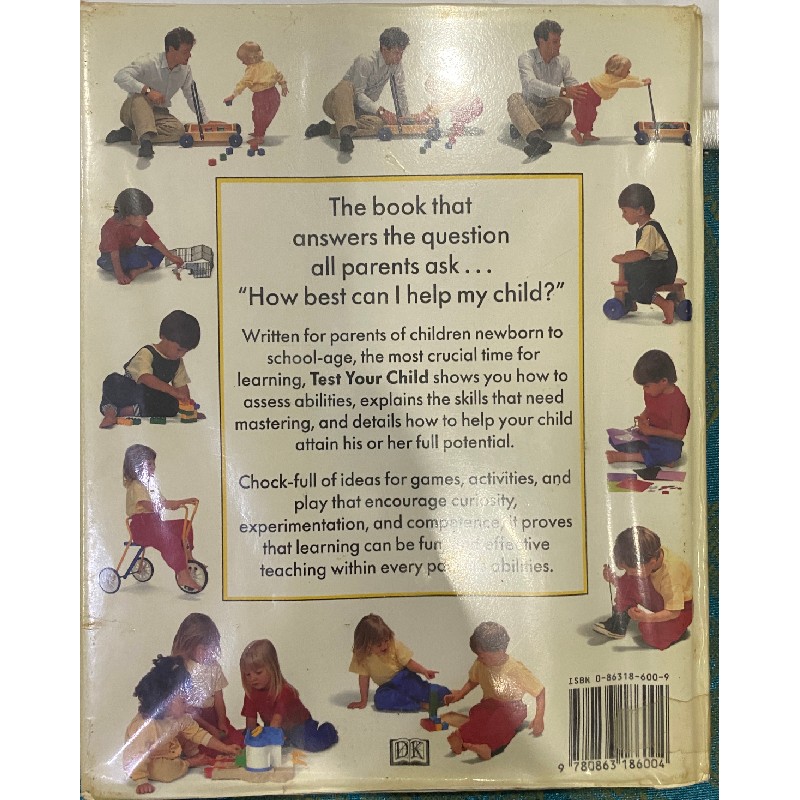 The book that
answers the question
all parents ask...
"How best can I help my child?"
Written for parents of children newborn to
school-age, the most crucial time for
learning, Test Your Child shows you how to
assess abilities, explains the skills that need
mastering, and details how to help your child
attain his or her full potential.
Chock-full of ideas for games, activities, and
play that encourage curiosity,
experimentation, and competence, it proves
that learning can be fun and effective
teaching within every parent's abilities.
ISBN 0-86318-600-9
DK
9 780863 186004